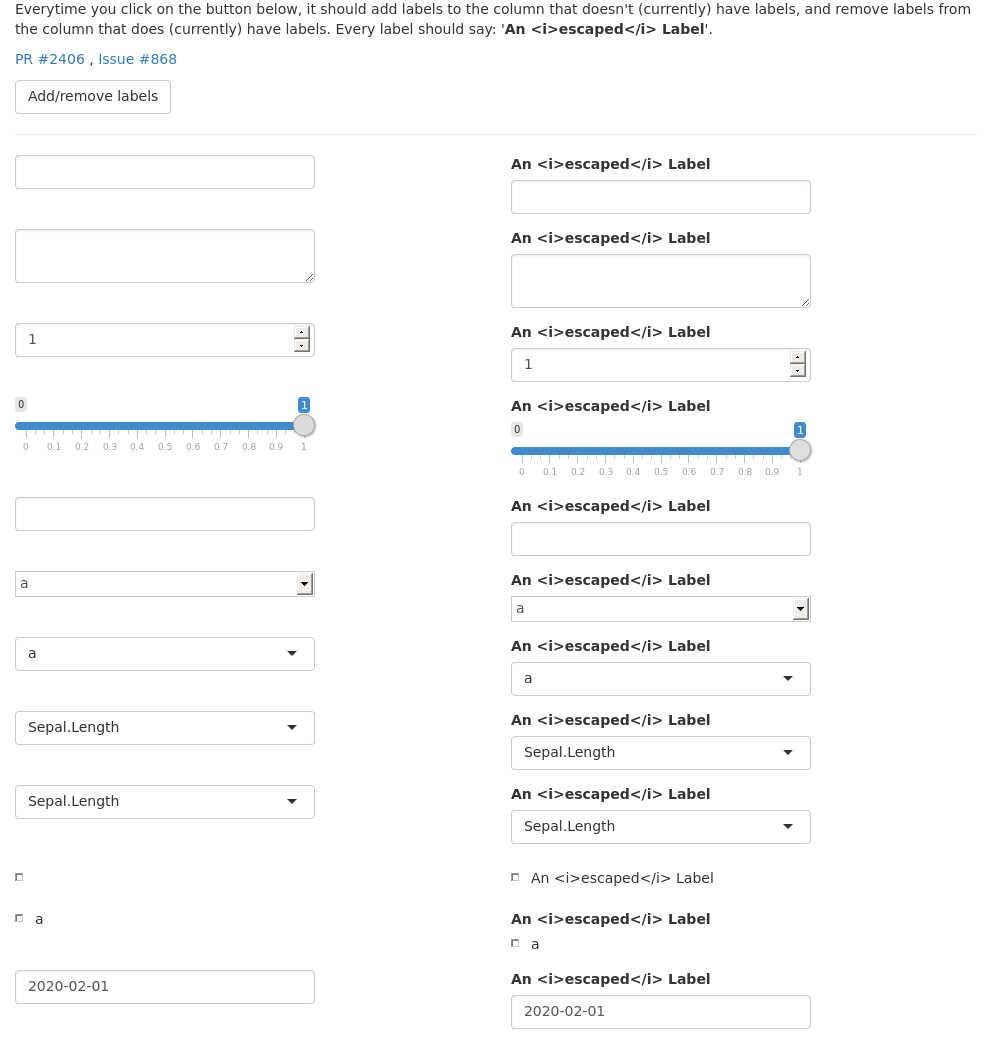 Everytime you click on the button below, it should add labels to the column that doesn't (currently) have labels, and remove labels from
the column that does (currently) have labels. Every label should say: 'An <i>escaped</i> Label'.
PR #2406 , Issue #868
Add/remove labels
An <i>escaped</i> Label
An <i>escaped</i> Label
An <i>escaped</i> Label
1
1
An <i>escaped</i> Label
0 1
0 1
0 0.1 0.2 0.3 0.4 0.5 0.6 0.7 0.8 0.9 1
0 0.1 0.2 0.3 0.4 0.5 0.6 0.7 0.8 0.9 1
An <i>escaped</i> Label
An <i>escaped</i> Label
a
a
An <i>escaped</i> Label
a
a
An <i>escaped</i> Label
Sepal.Length
Sepal.Length
An <i>escaped</i> Label
Sepal.Length
Sepal.Length
An <i>escaped</i> Label
a
An <i>escaped</i> Label
a
An <i>escaped</i> Label
2020-02-01
2020-02-01